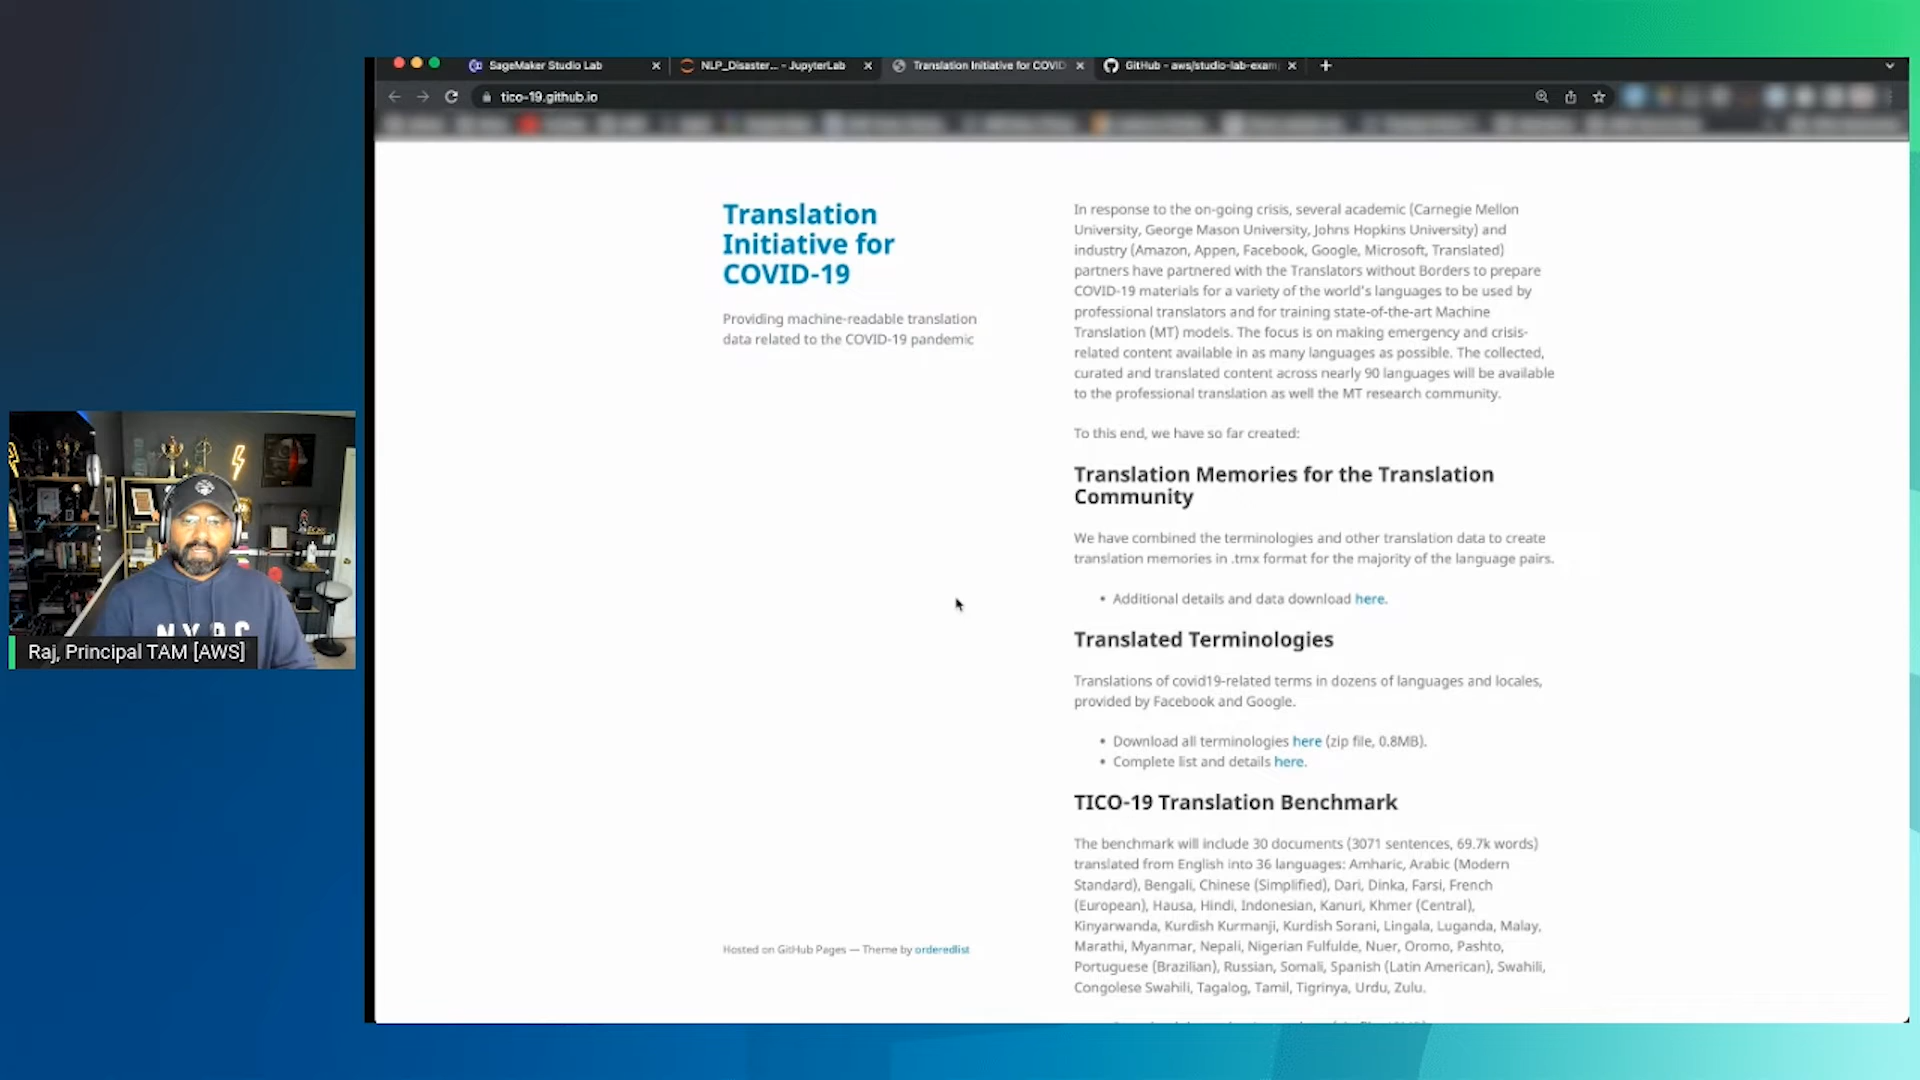 SageMaker Studio Lab
NLP_Disaster... - JupyterLab
Translation Initiative for COVID
GitHub - aws/studio-lab-exam
tico-19.github.io
Translation
Initiative for
COVID-19
Providing machine-readable translation
data related to the COVID-19 pandemic
Hosted on GitHub Pages — Theme by orderedlist
In response to the on-going crisis, several academic (Carnegie Mellon
University, George Mason University, Johns Hopkins University) and
industry (Amazon, Appen, Facebook, Google, Microsoft, Translated)
partners have partnered with the Translators without Borders to prepare
COVID-19 materials for a variety of the world's languages to be used by
professional translators and for training state-of-the-art Machine
Translation (MT) models. The focus is on making emergency and crisis-
related content available in as many languages as possible. The collected,
curated and translated content across nearly 90 languages will be available
to the professional translation as well the MT research community.
To this end, we have so far created:
Translation Memories for the Translation
Community
We have combined the terminologies and other translation data to create
translation memories in .tmx format for the majority of the language pairs.
• Additional details and data download here.
Translated Terminologies
Translations of covid19-related terms in dozens of languages and locales,
provided by Facebook and Google.
• Download all terminologies here (zip file, 0.8MB).
• Complete list and details here.
TICO-19 Translation Benchmark
The benchmark will include 30 documents (3071 sentences, 69.7k words)
translated from English into 36 languages: Amharic, Arabic (Modern
Standard), Bengali, Chinese (Simplified), Dari, Dinka, Farsi, French
(European), Hausa, Hindi, Indonesian, Kanuri, Khmer (Central),
Kinyarwanda, Kurdish Kurmanji, Kurdish Sorani, Lingala, Luganda, Malay,
Marathi, Myanmar, Nepali, Nigerian Fulfulde, Nuer, Oromo, Pashto,
Portuguese (Brazilian), Russian, Somali, Spanish (Latin American), Swahili,
Congolese Swahili, Tagalog, Tamil, Tigrinya, Urdu, Zulu.
Raj, Principal TAM [AWS]